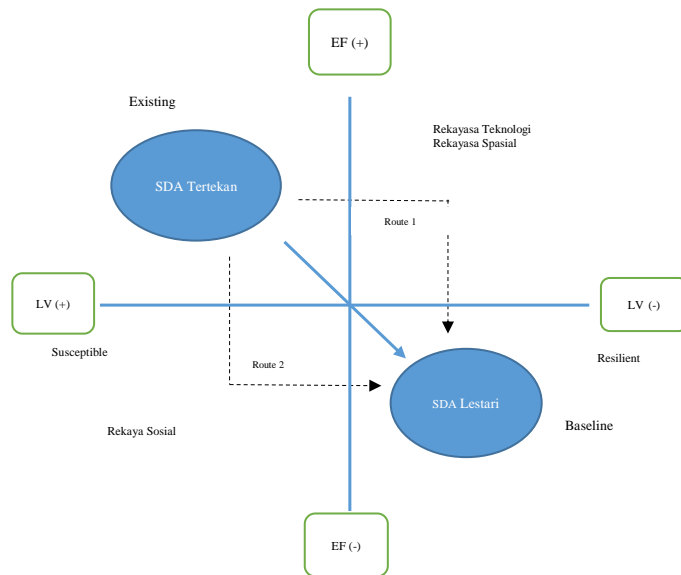 EF (+)
Existing
Rekayasa Teknologi
Rekayasa Spasial
SDA Tertekan
Route 1
LV (+)
LV (-)
Susceptible
Resilient
Route 2
SDA Lestari
Baseline
Rekaya Sosial
EF (-)